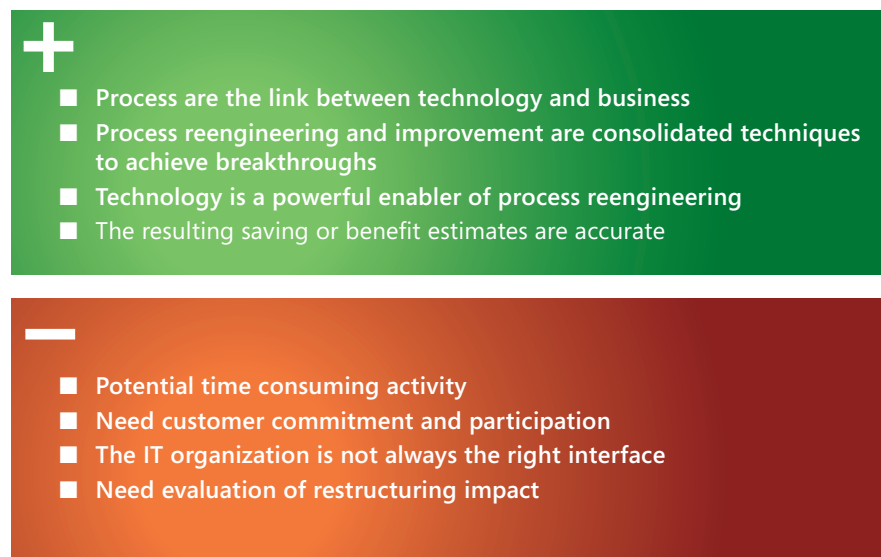 +
■ Process are the link between technology and business
■ Process reengineering and improvement are consolidated techniques
to achieve breakthroughs
■ Technology is a powerful enabler of process reengineering
■ The resulting saving or benefit estimates are accurate
−
■ Potential time consuming activity
■ Need customer commitment and participation
■ The IT organization is not always the right interface
■ Need evaluation of restructuring impact